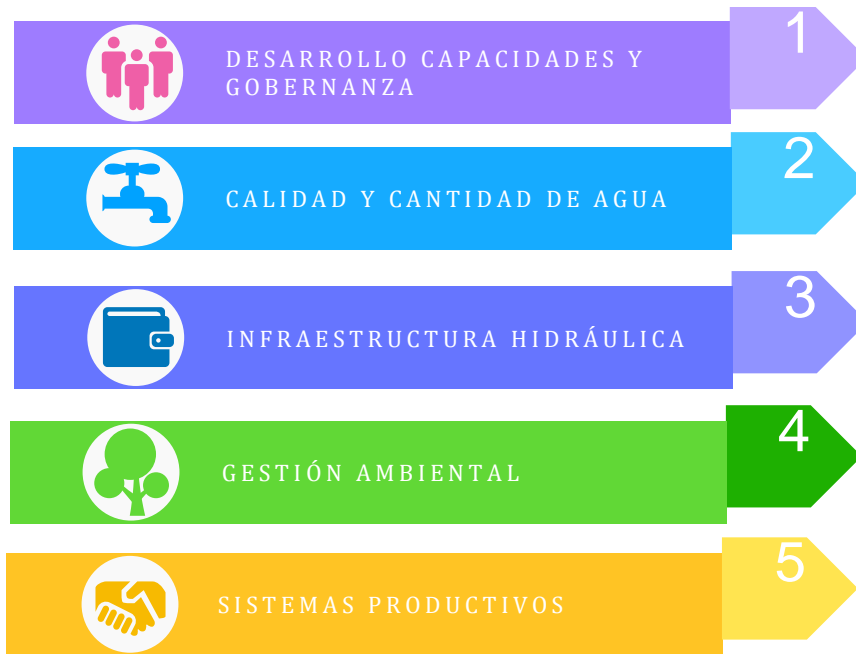 1
DESARROLLO CAPACIDADES Y
GOBERNANZA
2
CALIDAD Y CANTIDAD DE AGUA
3
INFRAESTRUCTURA HIDRÁULICA
4
GESTIÓN AMBIENTAL
5
SISTEMAS PRODUCTIVOS